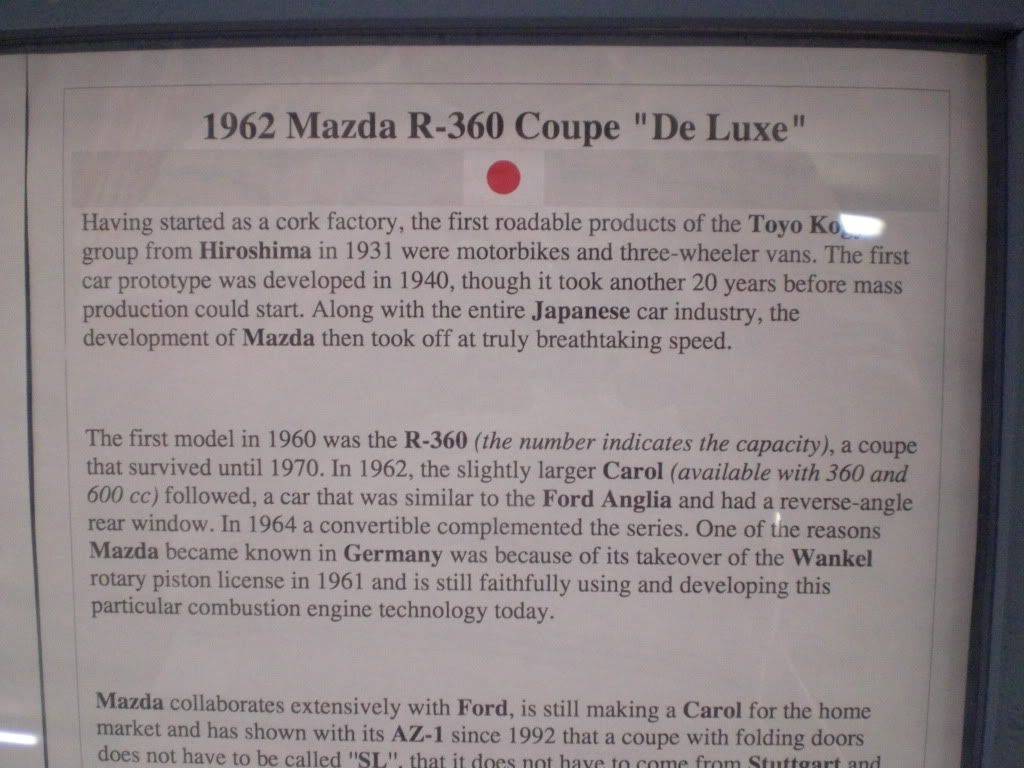 1962 Mazda R-360 Coupe "De Luxe"
Having started as a cork factory, the first roadable products of the Toyo
group from Hiroshima in 1931 were motorbikes and three-wheeler vans. The first
car prototype was developed in 1940, though it took another 20 years before mass
production could start. Along with the entire Japanese car industry, the
development of Mazda then took off at truly breathtaking speed.
The first model in 1960 was the R-360 (the number indicates the capacity), a coupe
that survived until 1970. In 1962, the slightly larger Carol (available with 360 and
600 cc) followed, a car that was similar to the Ford Anglia and had a reverse-angle
rear window. In 1964 a convertible complemented the series. One of the reasons
Mazda became known in Germany was because of its takeover of the Wankel
rotary piston license in 1961 and is still faithfully using and developing this
particular combustion engine technology today.
Mazda collaborates extensively with Ford, is still making a Carol for the home
market and has shown with its AZ-1 since 1992 that a coupe with folding doors
does not have to be called "SL", that it does not have to come from Stuttgart and